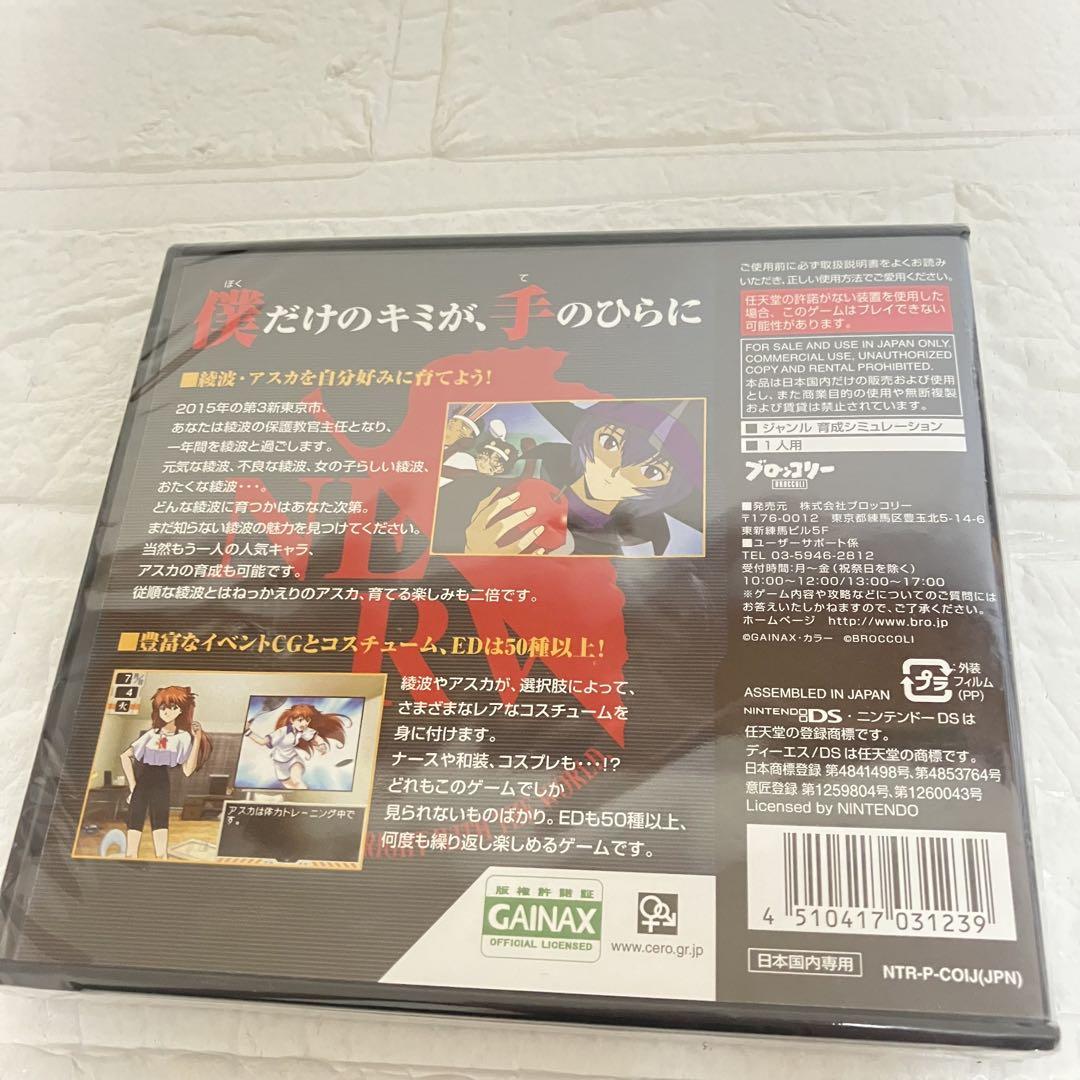 僕だけのキミが、手のひらに
ぼく
て
■綾波・アスカを自分好みに育てよう!
2015年の第3新東京市、
あなたは綾波の保護教官主任となり、
一年間を綾波と過ごします。
元気な綾波、不良な綾波、女の子らしい綾波、
おたくな綾波・・・。
どんな綾波に育つかはあなた次第。
まだ知らない綾波の魅力を見つけてください。
当然もう一人の人気キャラ、
アスカの育成も可能です。
従順な綾波とはねっかえりのアスカ、育てる楽しみも二倍です。
NERV
■豊富なイベントCGとコスチューム、EDは50種以上!
7
4
火
アスカは体力トレーニング中で
す。
綾波やアスカが、選択肢によって、
さまざまなレアなコスチュームを
身に付けます。
ナースや和装、コスプレも・・・!?
どれもこのゲームでしか
見られないものばかり。EDも50種以上、
何度も繰り返し楽しめるゲームです。
版権許諾証
GAINAX
OFFICIAL LICENSED
www.cero.gr.jp
ご使用前に必ず取扱説明書をよくお読み
いただき、正しい使用方法でご愛用ください。
任天堂の許諾がない装置を使用した
場合、このゲームはプレイできない
可能性があります。
FOR SALE AND USE IN JAPAN ONLY.
COMMERCIAL USE, UNAUTHORIZED
COPY AND RENTAL PROHIBITED.
本品は日本国内だけの販売および使用
とし、また商業目的の使用や無断複製
および賃貸は禁止されています。
■ジャンル 育成シミュレーション
■1人用
ブロッコリー
BROCCOLI
■発売元 株式会社ブロッコリー
〒176-0012 東京都練馬区豊玉北5-14-6
東新練馬ビル5F
■ユーザーサポート係
TEL 03-5946-2812
受付時間:月~金(祝祭日を除く)
10:00~12:00/13:00~17:00
※ゲーム内容や攻略などについてのご質問には
お答えいたしかねますので、ご了承ください。
ホームページ http://www.bro.jp
©GAINAX・カラー ©BROCCOLI
ASSEMBLED IN JAPAN
プラ
:外装
フィルム
(PP)
NINTENDO DS・ニンテンドーDSは
任天堂の登録商標です。
ディーエス/DSは任天堂の商標です。
日本商標登録 第4841498号、第4853764号
意匠登録 第1259804号、第1260043号
Licensed by NINTENDO
4 510417 031239
日本国内専用
NTR-P-COIJ(JPN)